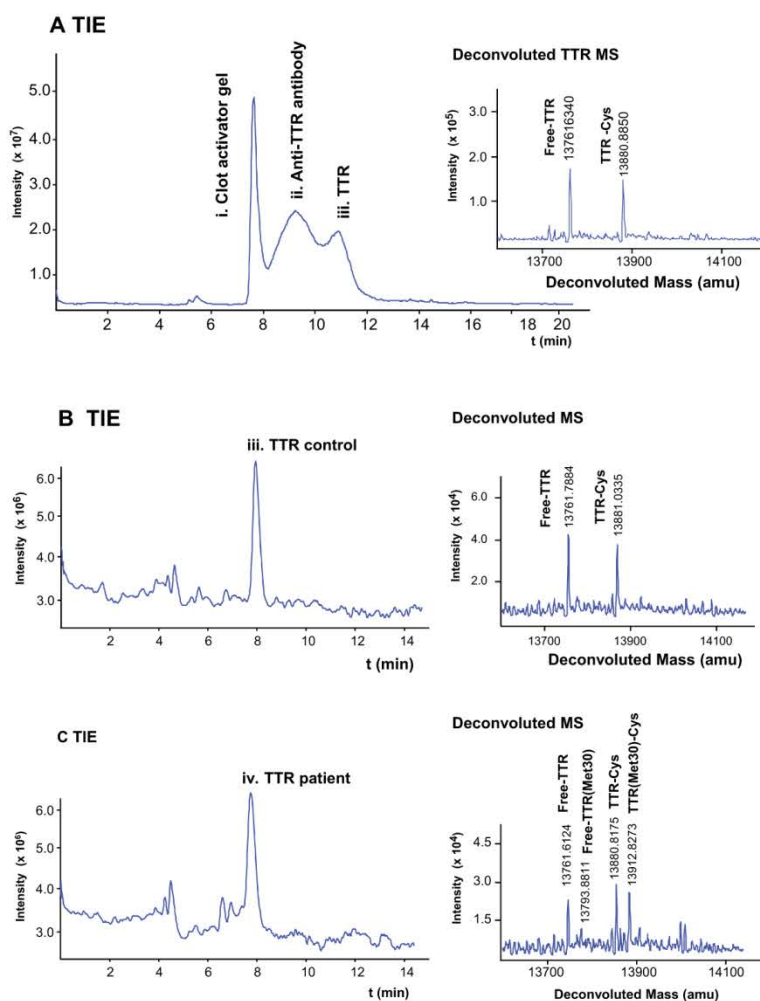 A TIE
Intensity (x 10⁷)
5.0
4.0
3.0
2.0
1.0
i. Clot activator gel
ii. Anti-TTR antibody
iii. TTR
2 4 6 8 10 12 14 16 18 20
t (min)
Deconvoluted TTR MS
Intensity (x 10⁵)
3.0
2.0
1.0
Free-TTR
137616340
TTR -Cys
13880.8850
13700 13900 14100
Deconvoluted Mass (amu)
B TIE
iii. TTR control
Intensity (x 10⁶)
6.0
5.0
4.0
3.0
2 4 6 8 10 12 14
t (min)
Deconvoluted MS
Intensity (x 10⁴)
6.0
4.0
2.0
Free-TTR
13761.7884
TTR-Cys
13881.0335
13700 13900 14100
Deconvoluted Mass (amu)
C TIE
iv. TTR patient
Intensity (x 10⁶)
6.0
5.0
4.0
3.0
2 4 6 8 10 12 14
t (min)
Deconvoluted MS
Intensity (x 10⁴)
4.5
3.0
1.5
Free-TTR
13761.6124
Free-TTR(Met30)
13793.8811
TTR-Cys
13880.8175
TTR(Met30)-Cys
13912.8273
13700 13900 14100
Deconvoluted Mass (amu)